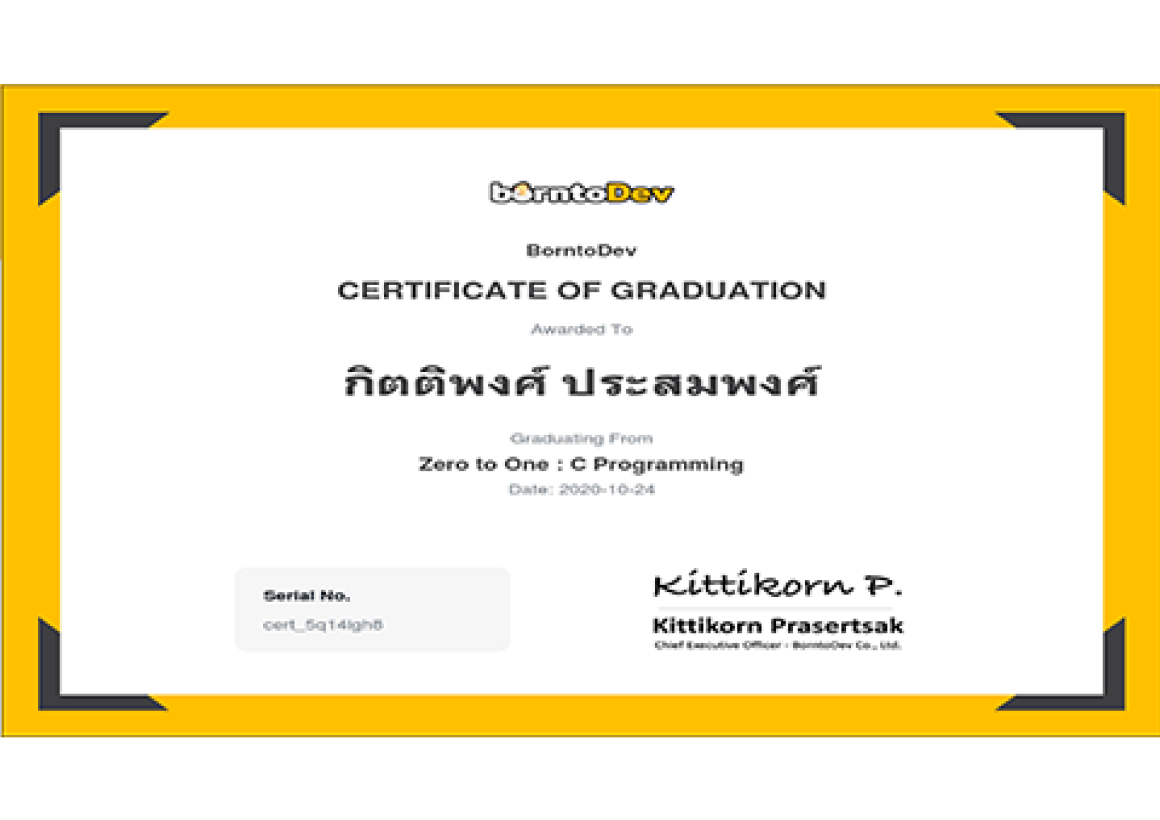 borntoDev
BorntoDev
CERTIFICATE OF GRADUATION
Awarded To
กิตติพงศ์ ประสมพงศ์
Graduating From
Zero to One : C Programming
Date: 2020-10-24
Serial No.
cert_5q14lgh8
Kittikorn P.
Kittikorn Prasertsak
Chief Executive Officer - BorntoDev Co., Ltd.